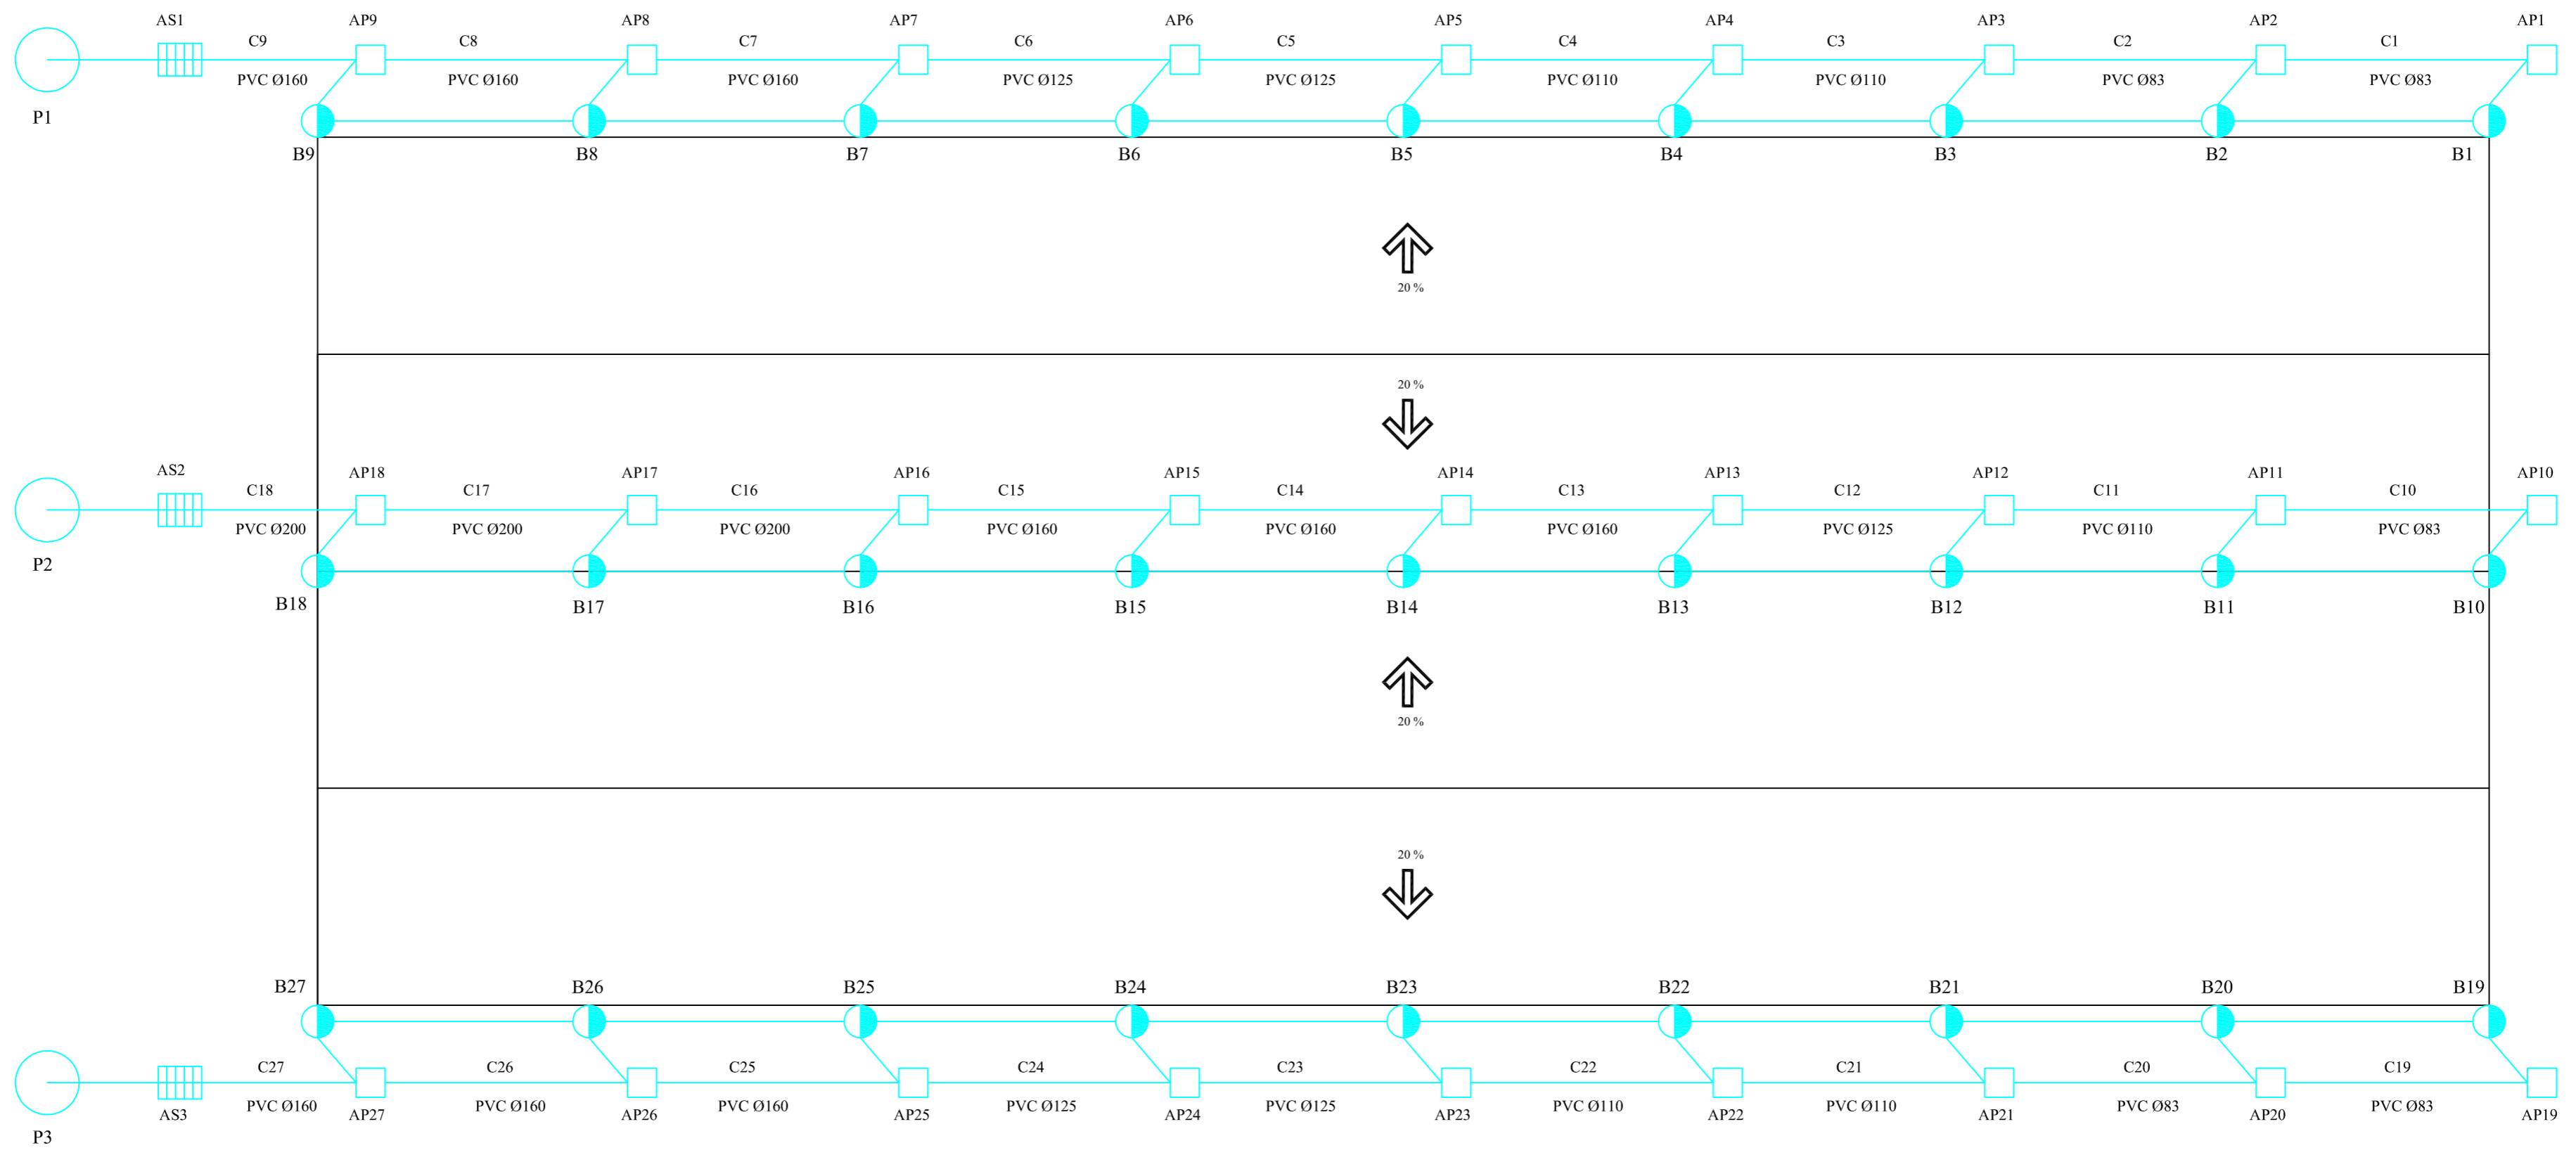 AS1 AP9 AP8 AP7 AP6 AP5 AP4 AP3 AP2 AP1
C9 C8 C7 C6 C5 C4 C3 C2 C1
PVC Ø160 PVC Ø160 PVC Ø160 PVC Ø125 PVC Ø125 PVC Ø110 PVC Ø110 PVC Ø83 PVC Ø83
P1
B9 B8 B7 B6 B5 B4 B3 B2 B1
20 %
20 %
AS2 AP18 AP17 AP16 AP15 AP14 AP13 AP12 AP11 AP10
C18 C17 C16 C15 C14 C13 C12 C11 C10
PVC Ø200 PVC Ø200 PVC Ø200 PVC Ø160 PVC Ø160 PVC Ø160 PVC Ø125 PVC Ø110 PVC Ø83
P2
B18 B17 B16 B15 B14 B13 B12 B11 B10
20 %
20 %
B27 B26 B25 B24 B23 B22 B21 B20 B19
C27 C26 C25 C24 C23 C22 C21 C20 C19
PVC Ø160 PVC Ø160 PVC Ø160 PVC Ø125 PVC Ø125 PVC Ø110 PVC Ø110 PVC Ø83 PVC Ø83
AS3 AP27 AP26 AP25 AP24 AP23 AP22 AP21 AP20 AP19
P3